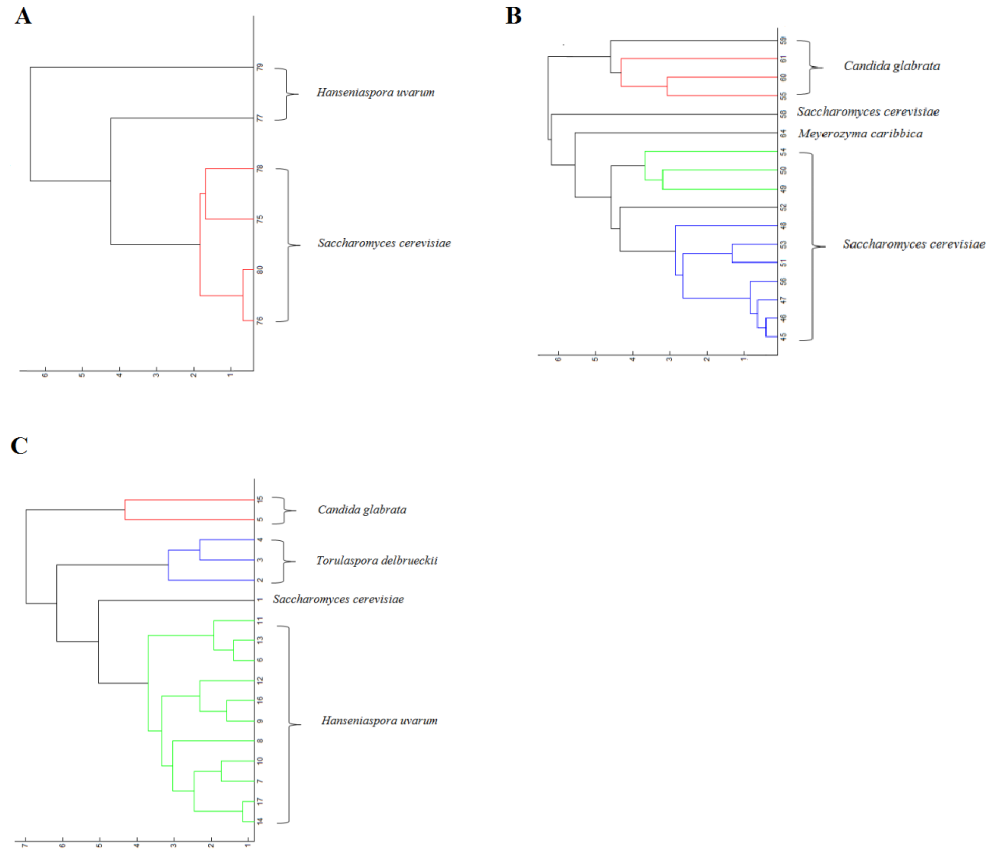 A
79
Hanseniaspora uvarum
77
78
75
Saccharomyces cerevisiae
80
76
6 5 4 3 2 1
B
59
61
Candida glabrata
60
55
58
Saccharomyces cerevisiae
64
Meyerozyma caribbica
54
50
49
52
48
Saccharomyces cerevisiae
53
51
56
47
46
45
6 5 4 3 2 1
C
15
Candida glabrata
5
4
Torulaspora delbrueckii
3
2
1
Saccharomyces cerevisiae
11
13
6
12
16
Hanseniaspora uvarum
9
8
10
7
17
14
7 6 5 4 3 2 1